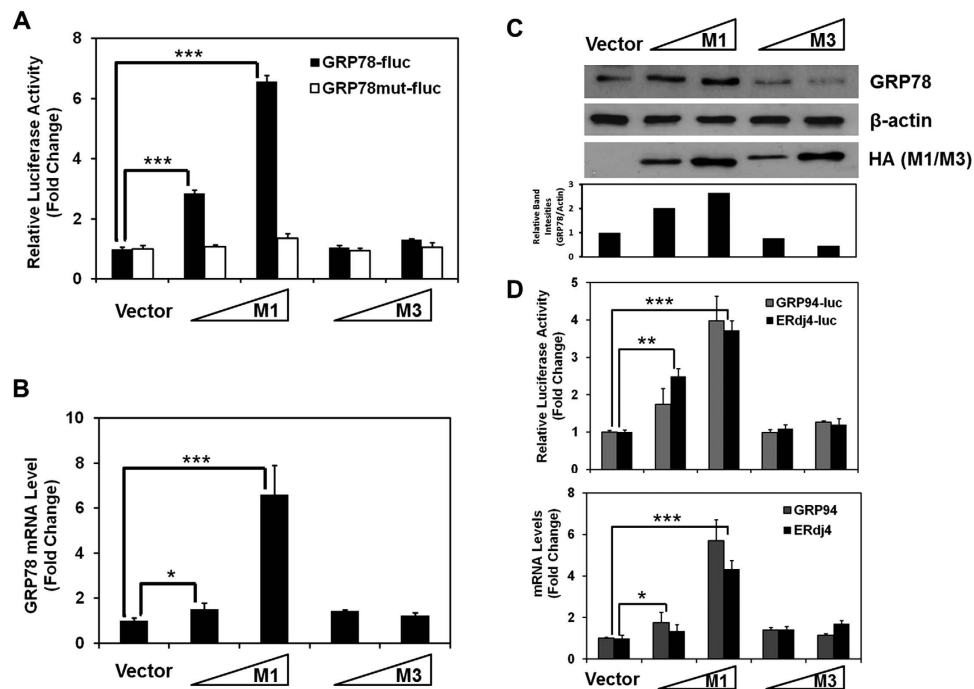 A
Relative Luciferase Activity
(Fold Change)
8
6
4
2
0
***
***
GRP78-fluc
GRP78mut-fluc
Vector
M1
M3
B
GRP78 mRNA Level
(Fold Change)
10
8
6
4
2
0
***
*
Vector
M1
M3
C
Vector
M1
M3
GRP78
β-actin
HA (M1/M3)
Relative Band
Intesities
(GRP78/Actin)
3
2
1
0
D
Relative Luciferase Activity
(Fold Change)
5
4
3
2
1
0
***
**
GRP94-luc
ERdj4-luc
mRNA Levels
(Fold Change)
8
6
4
2
0
***
*
GRP94
ERdj4
Vector
M1
M3